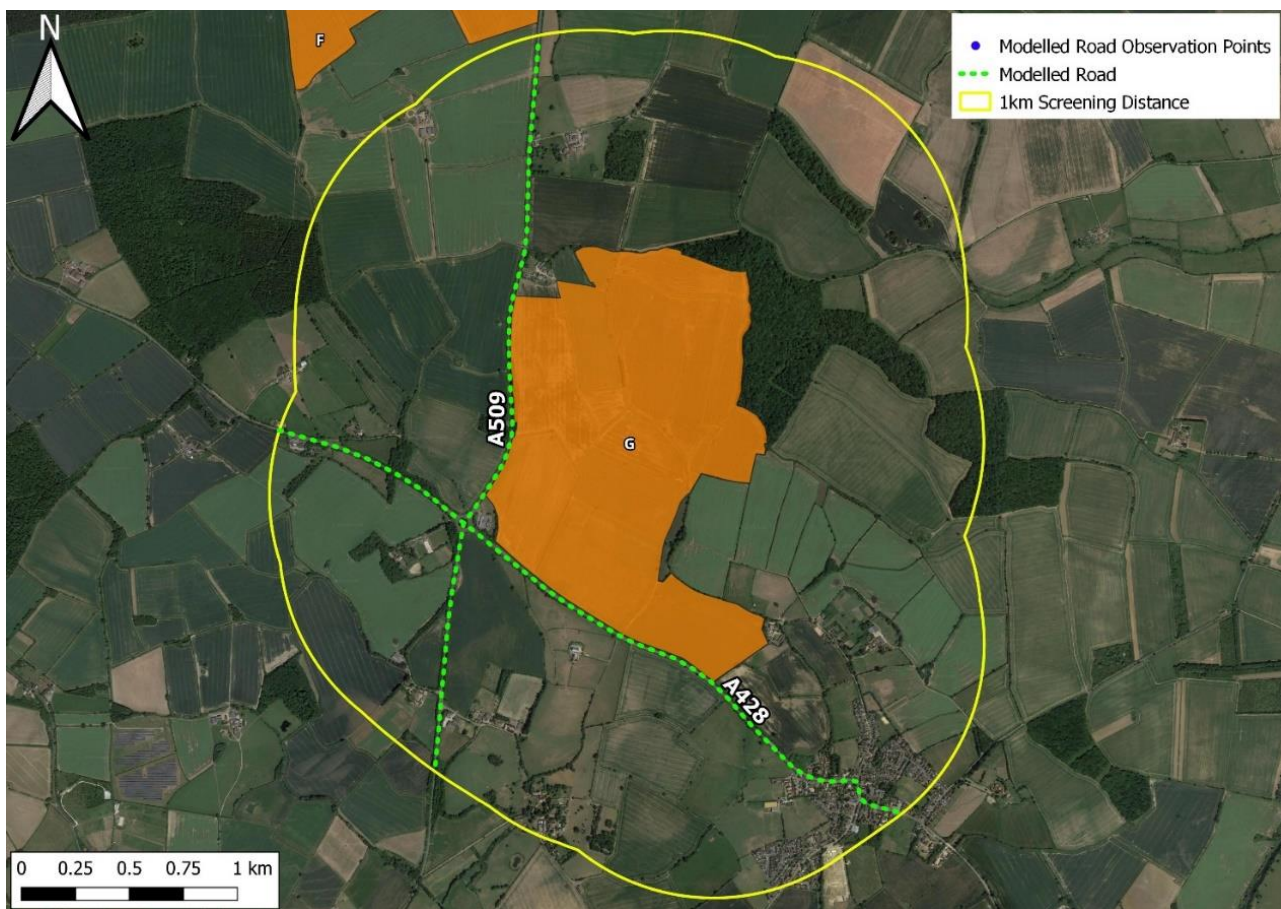 N
F
Modelled Road Observation Points
Modelled Road
1km Screening Distance
A509
G
A428
0 0.25 0.5 0.75 1 km